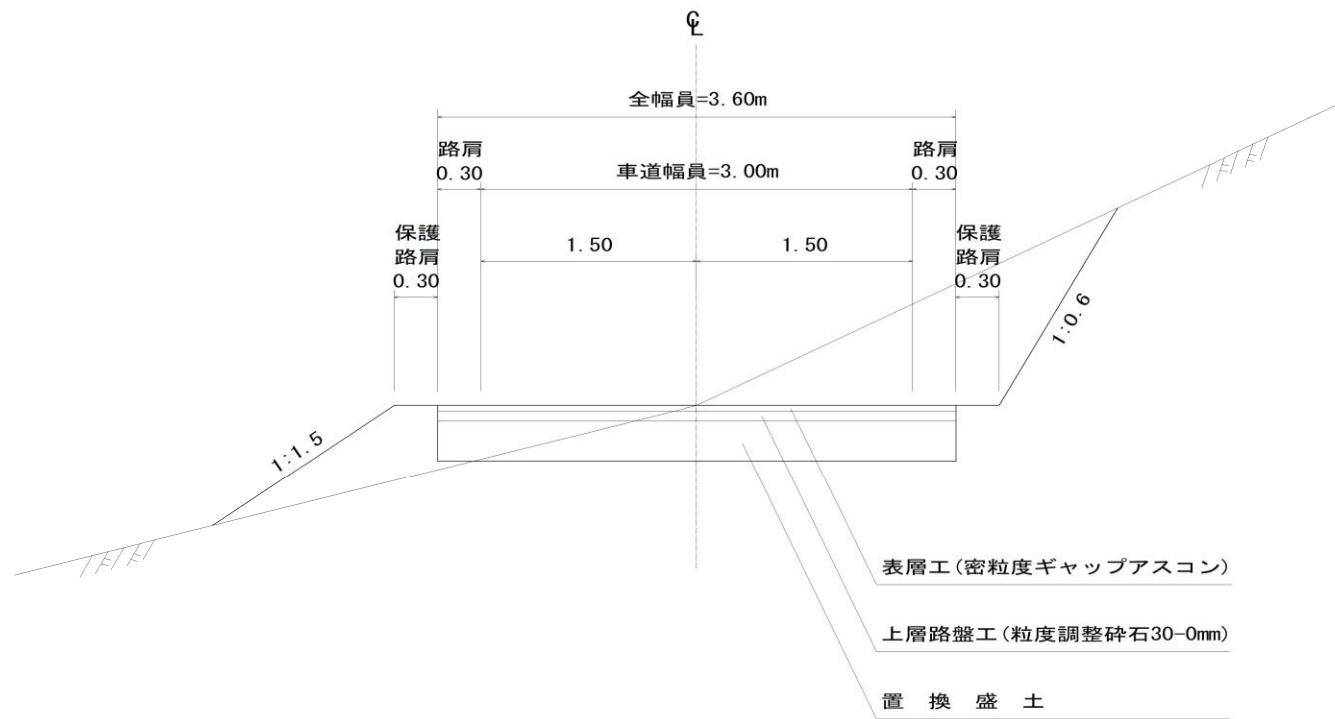 ℄
全幅員=3.60m
路肩
0.30
車道幅員=3.00m
路肩
0.30
保護
路肩
0.30
1.50
1.50
保護
路肩
0.30
1:0.6
1:1.5
表層工(密粒度ギャップアスコン)
上層路盤工(粒度調整砕石30-0mm)
置換盛土